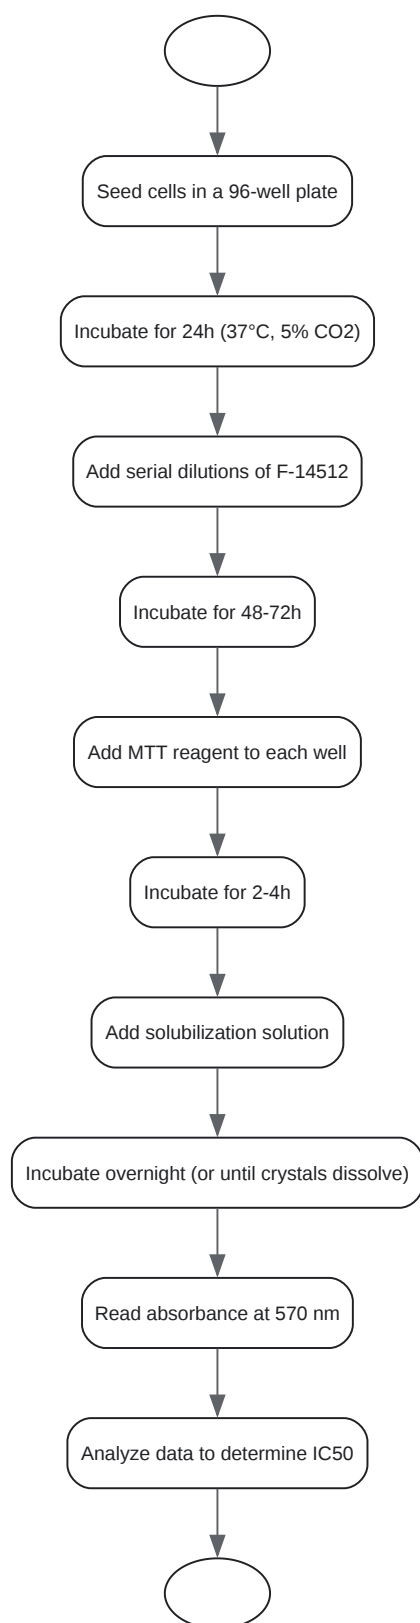 Seed cells in a 96-well plate
Incubate for 24h (37°C, 5% CO2)
Add serial dilutions of F-14512
Incubate for 48-72h
Add MTT reagent to each well
Incubate for 2-4h
Add solubilization solution
Incubate overnight (or until crystals dissolve)
Read absorbance at 570 nm
Analyze data to determine IC50